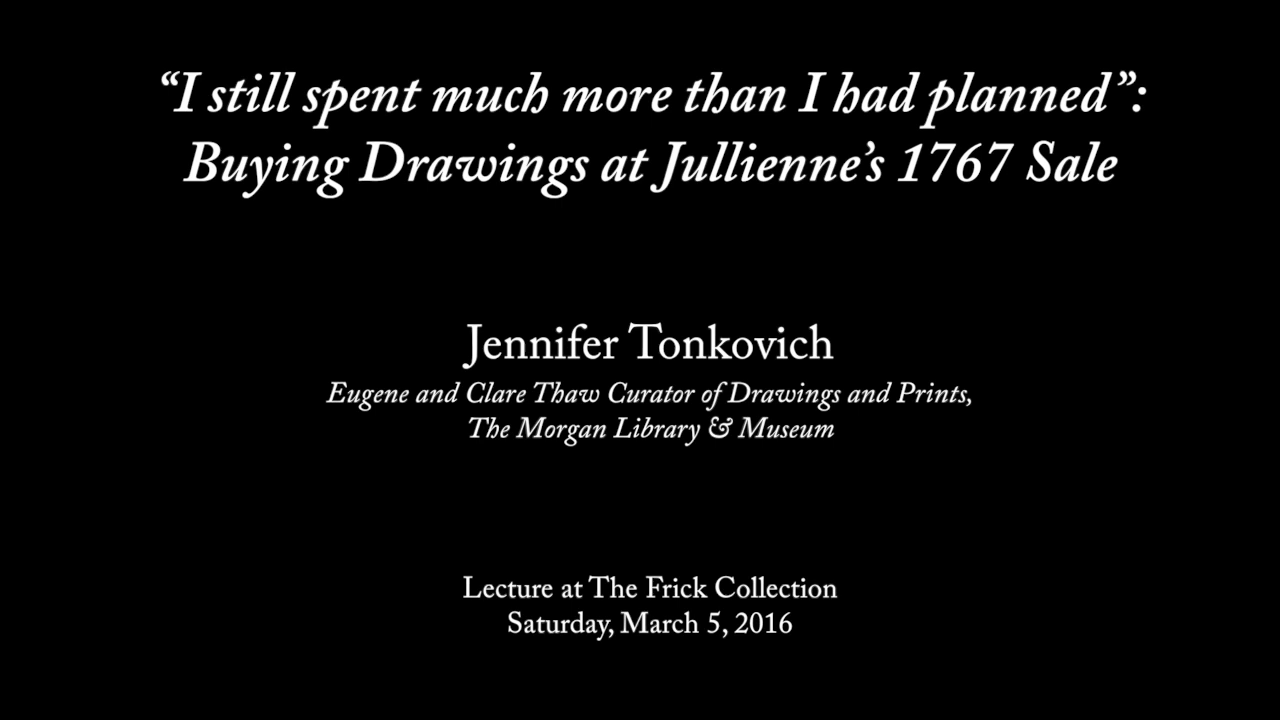 “I still spent much more than I had planned”:
Buying Drawings at Jullienne’s 1767 Sale
Jennifer Tonkovich
Eugene and Clare Thaw Curator of Drawings and Prints,
The Morgan Library & Museum
Lecture at The Frick Collection
Saturday, March 5, 2016